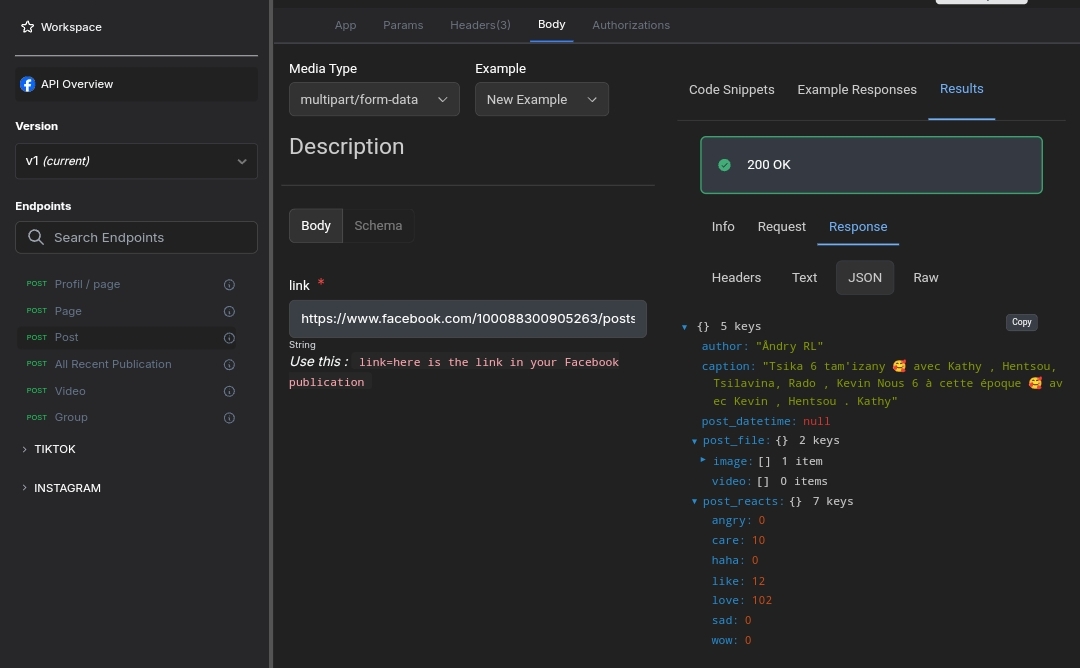 Workspace
API Overview
Version
v1 (current)
Endpoints
Search Endpoints
POST Profil / page
POST Page
POST Post
POST All Recent Publication
POST Video
POST Group
TIKTOK
INSTAGRAM
App Params Headers(3) Body Authorizations
Media Type Example
multipart/form-data New Example
Description
Body Schema
link *
https://www.facebook.com/100088300905263/posts
String
Use this : link=here is the link in your Facebook
publication
Code Snippets Example Responses Results
200 OK
Info Request Response
Headers Text JSON Raw
Copy
{} 5 keys
author: "Ândry RL"
caption: "Tsika 6 tam'izany 🥰 avec Kathy , Hentsou,
Tsilavina, Rado , Kevin Nous 6 à cette époque 🥰 av
ec Kevin , Hentsou . Kathy"
post_datetime: null
post_file: {} 2 keys
image: [] 1 item
video: [] 0 items
post_reacts: {} 7 keys
angry: 0
care: 10
haha: 0
like: 12
love: 102
sad: 0
wow: 0